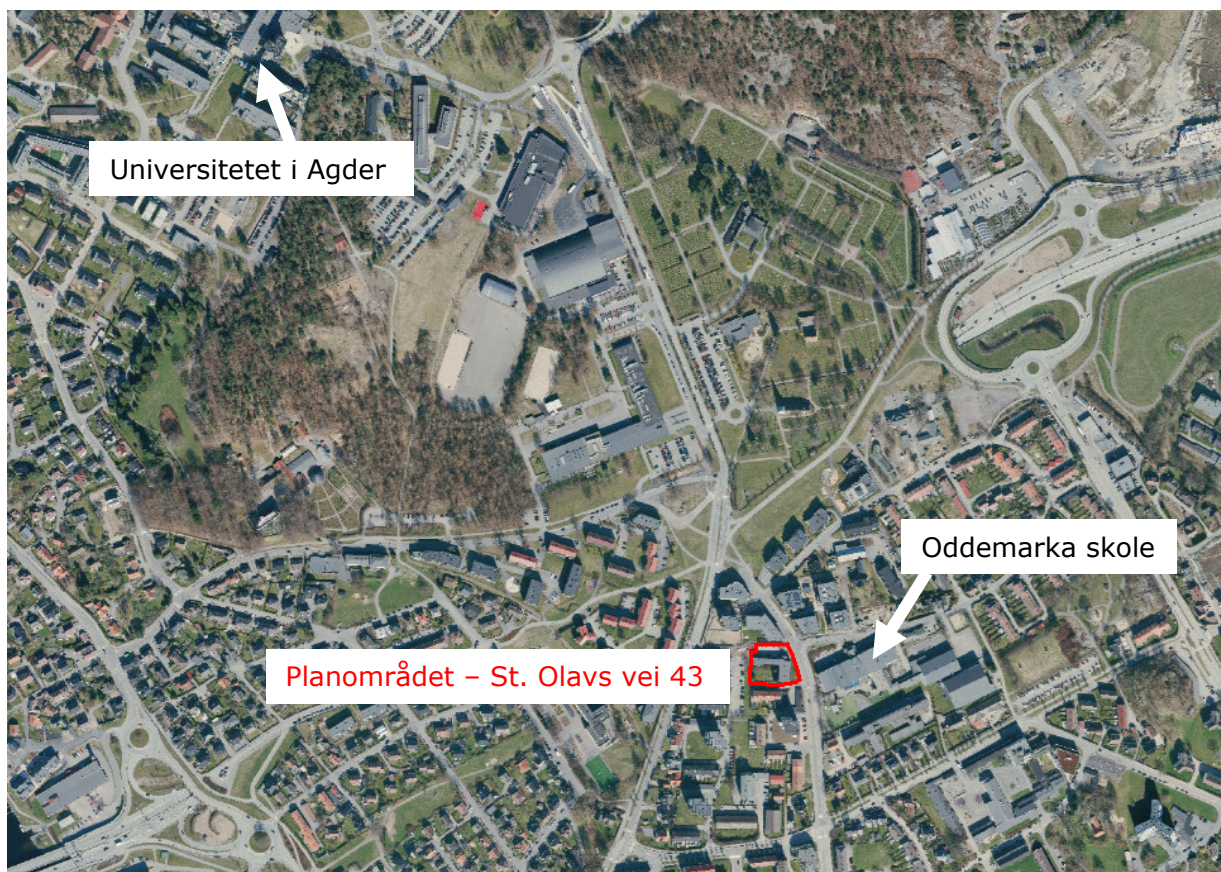 Universitetet i Agder
Oddemarka skole
Planområdet – St. Olavs vei 43